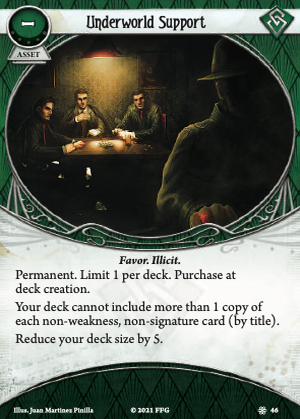 Underworld Support
ASSET
Favor. Illicit.
Permanent. Limit 1 per deck. Purchase at
deck creation.
Your deck cannot include more than 1 copy of
each non-weakness, non-signature card (by title).
Reduce your deck size by 5.
Illus. Juan Martinez Pinilla © 2021 FFG 46